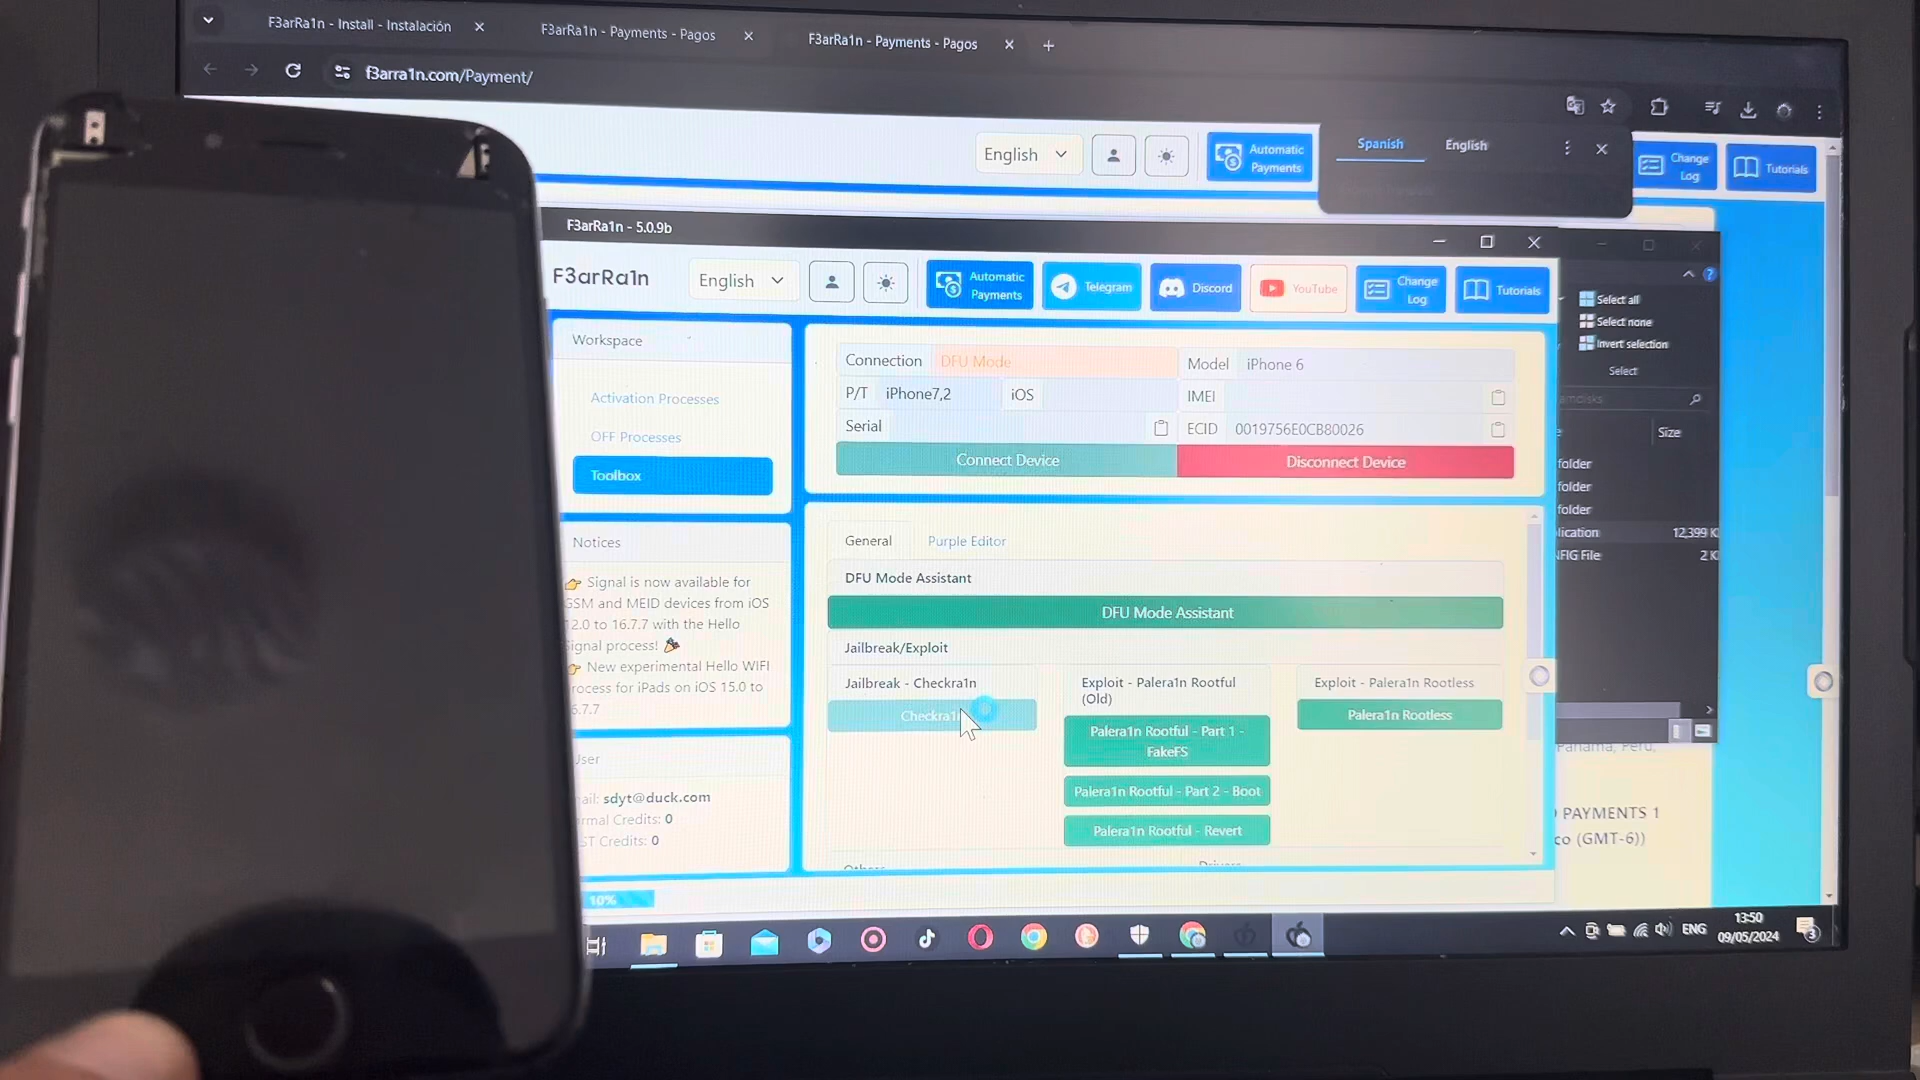 F3arRa1n - Install - Instalación
F3arRa1n - Payments - Pagos
F3arRa1n - Payments - Pagos
f3arra1n.com/Payment/
English
Automatic Payments
Spanish
English
Change Log
Tutorials
F3arRa1n - 5.0.9b
F3arRa1n
English
Automatic Payments
Telegram
Discord
YouTube
Change Log
Tutorials
Select all
Select none
Invert selection
Select
Size
folder
folder
folder
lication
12,399 K
NFIG File
2 K
Workspace
Activation Processes
OFF Processes
Toolbox
Connection
DFU Mode
Model
iPhone 6
P/T
iPhone7,2
iOS
IMEI
Serial
ECID
0019756E0CB80026
Connect Device
Disconnect Device
Notices
👉 Signal is now available for
GSM and MEID devices from iOS
12.0 to 16.7.7 with the Hello
Signal process! 🎉
👉 New experimental Hello WIFI
process for iPads on iOS 15.0 to
16.7.7
User
ail: sdyt@duck.com
rmal Credits: 0
ST Credits: 0
10%
General
Purple Editor
DFU Mode Assistant
DFU Mode Assistant
Jailbreak/Exploit
Jailbreak - Checkra1n
Checkra1n
Exploit - Palera1n Rootful
(Old)
Palera1n Rootful - Part 1 -
FakeFS
Palera1n Rootful - Part 2 - Boot
Palera1n Rootful - Revert
Exploit - Palera1n Rootless
Palera1n Rootless
Others
Drivers
Panama, Peru,
PAYMENTS 1
co (GMT-6))
ENG
13:50
09/05/2024
3